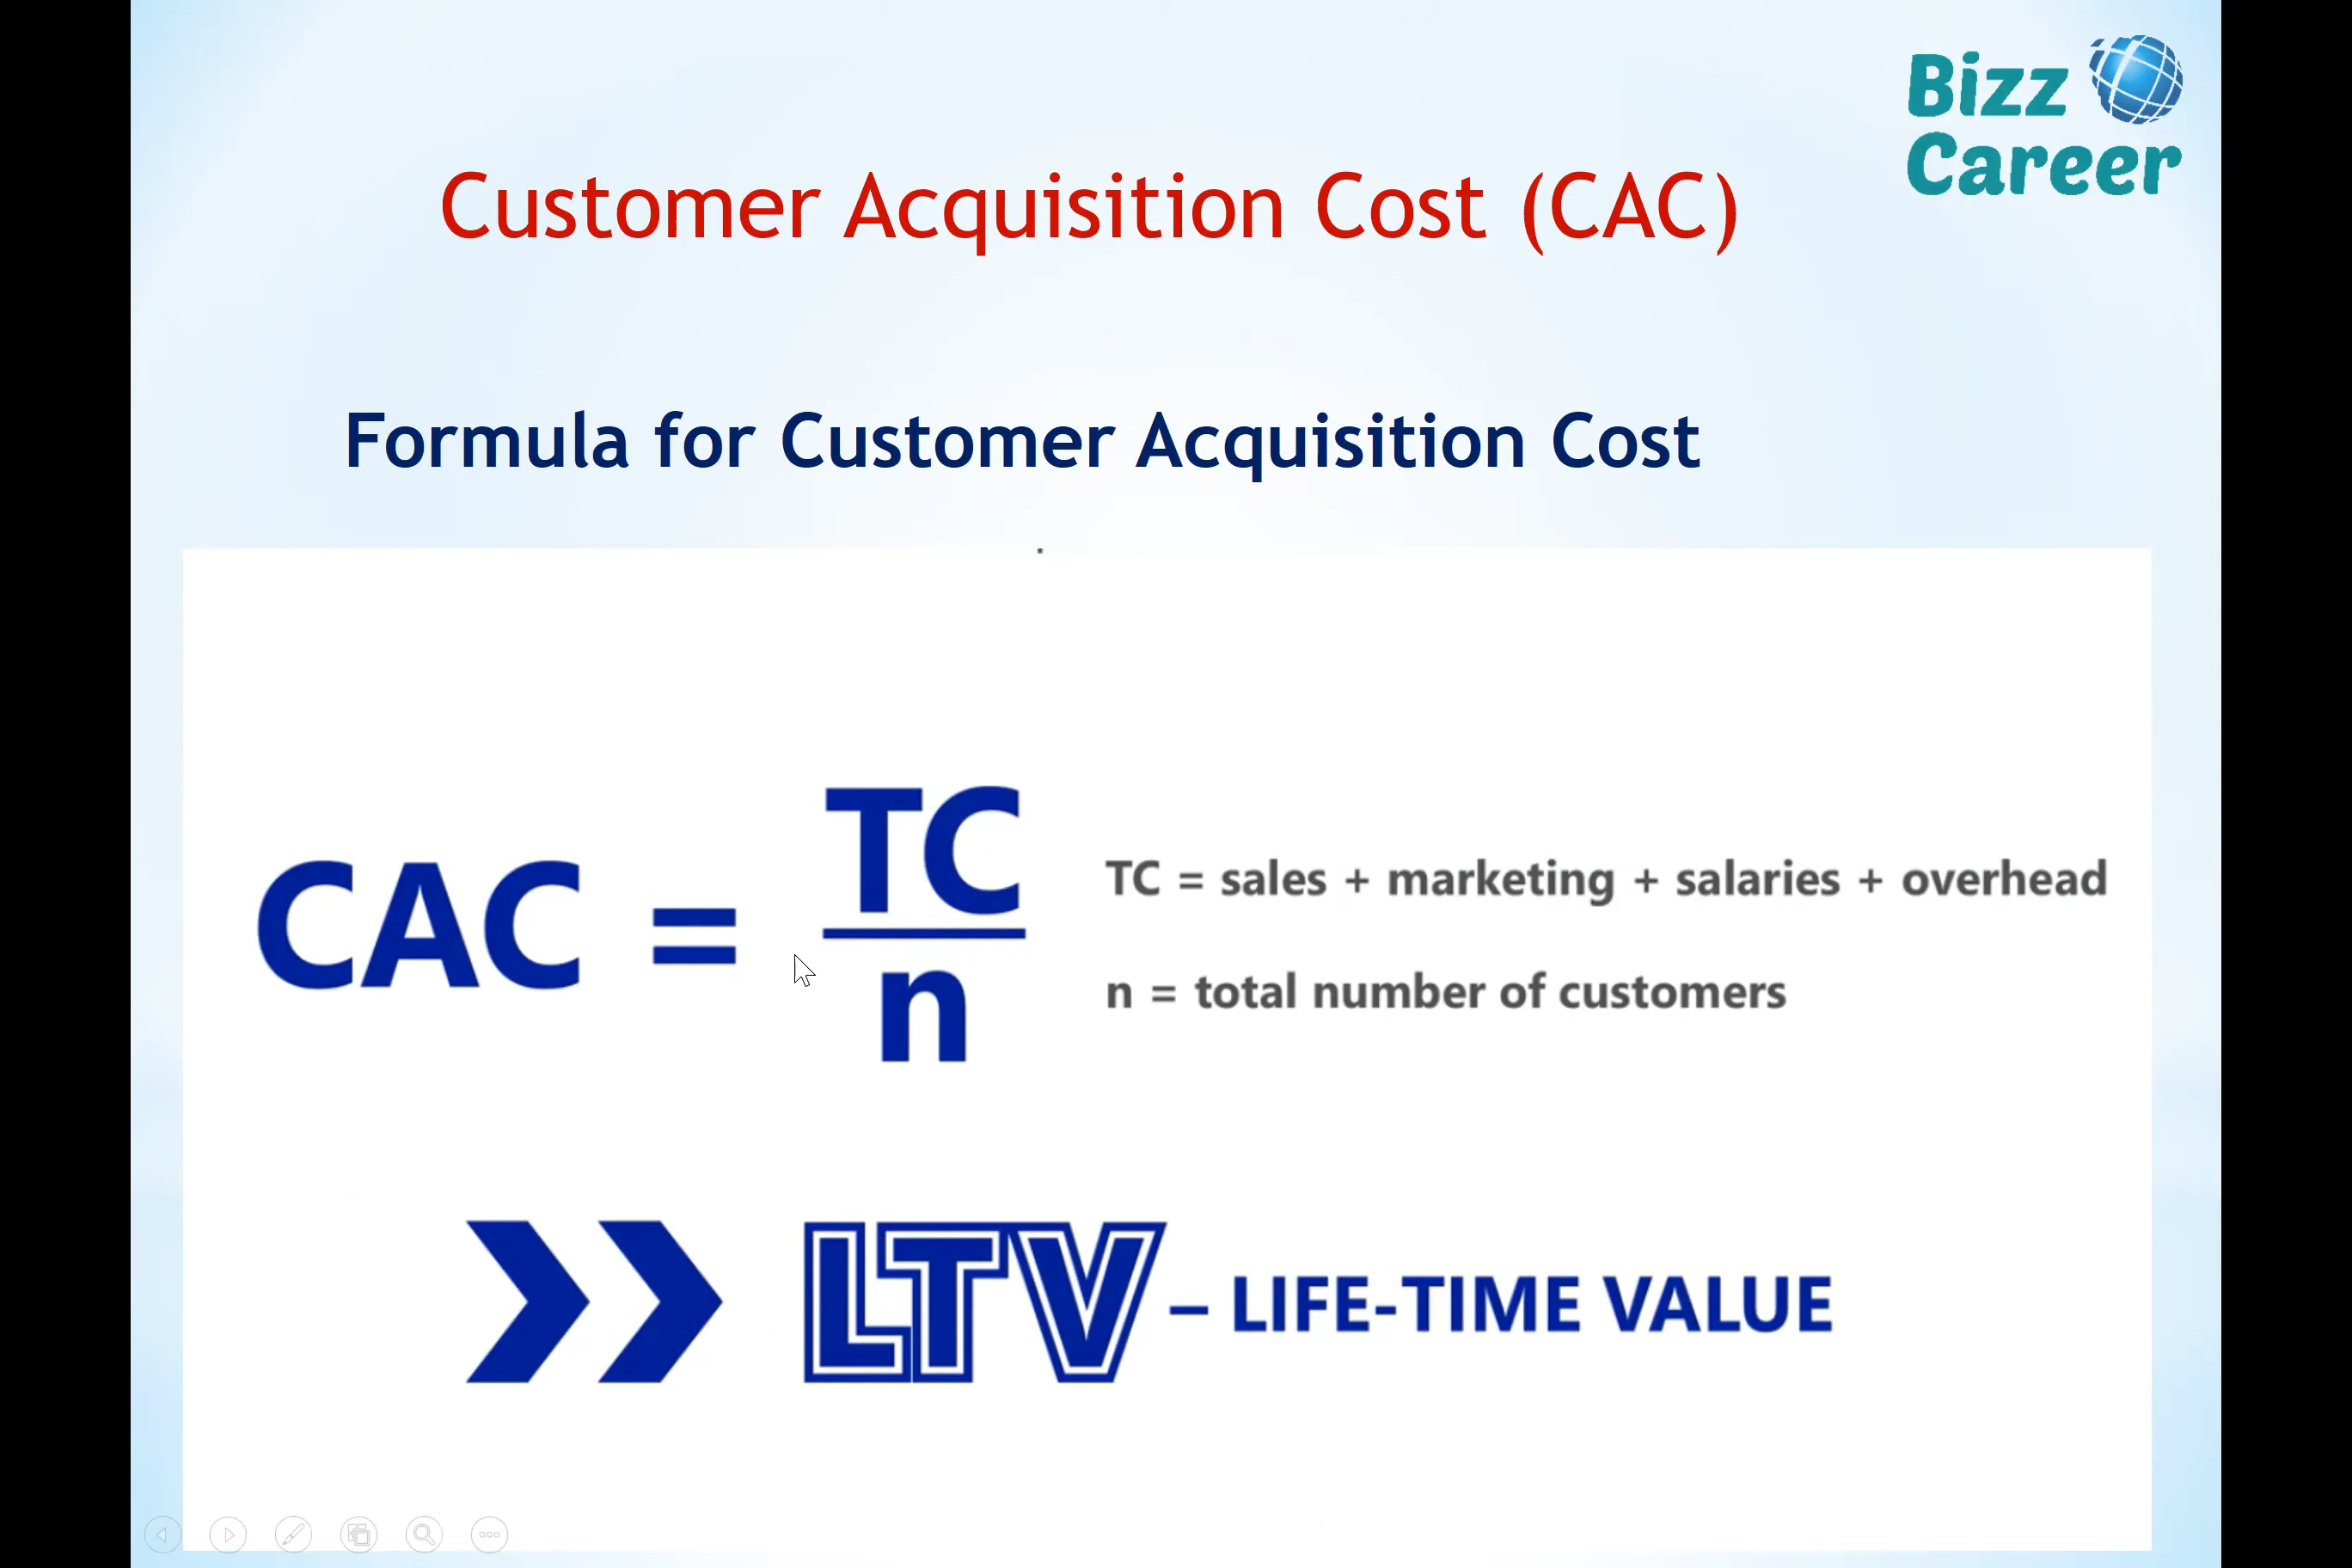 Bizz
Career
Customer Acquisition Cost (CAC)
Formula for Customer Acquisition Cost
CAC = TC
n
TC = sales + marketing + salaries + overhead
n = total number of customers
LTV – LIFE-TIME VALUE